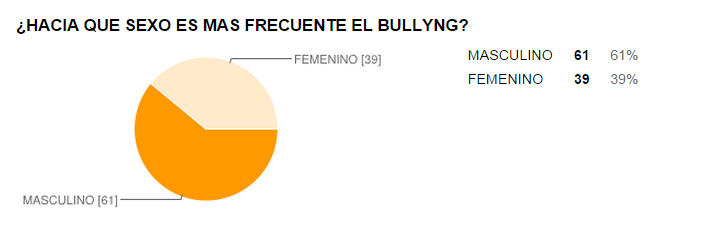 ¿HACIA QUE SEXO ES MAS FRECUENTE EL BULLYNG?
FEMENINO [39]
MASCULINO [61]
MASCULINO 61 61%
FEMENINO 39 39%